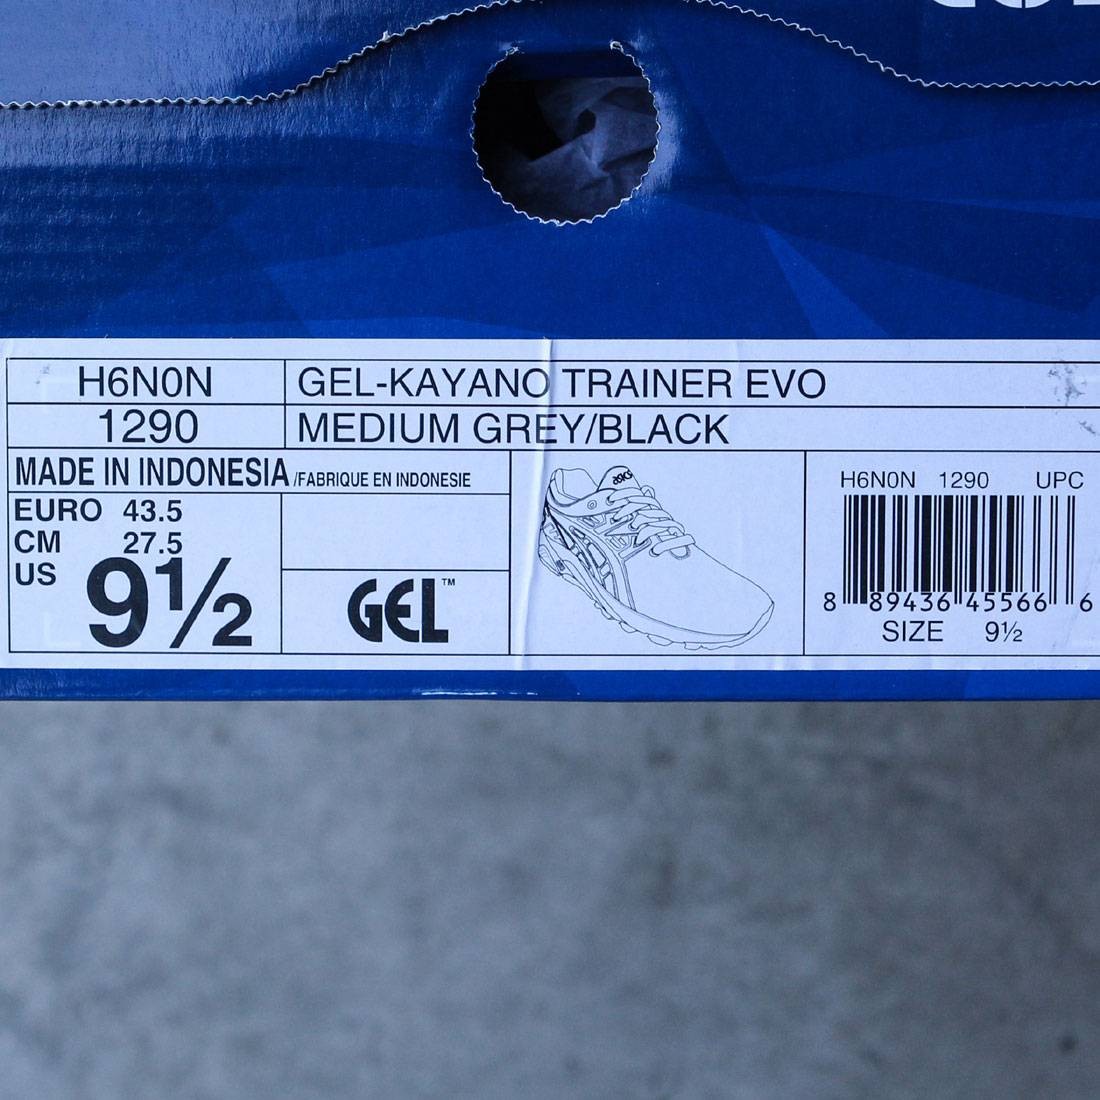 H6N0N
GEL-KAYANO TRAINER EVO
1290
MEDIUM GREY/BLACK
MADE IN INDONESIA /FABRIQUE EN INDONESIE
EURO 43.5
CM 27.5
US 9½
GEL™
asics
H6N0N 1290 UPC
8 89436 45566 6
SIZE 9½